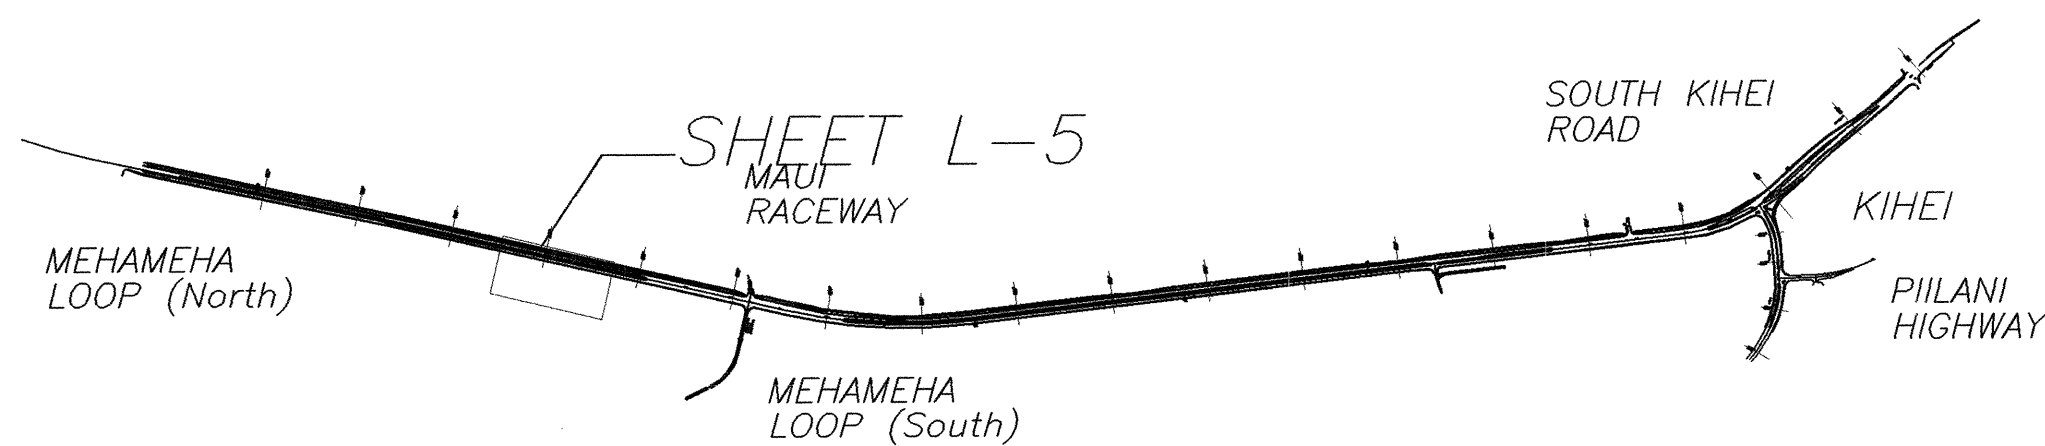 SOUTH KIHEI
ROAD
SHEET L-5
MAUI
RACEWAY
KIHEI
MEHAMEHA
LOOP (North)
PIILANI
HIGHWAY
MEHAMEHA
LOOP (South)